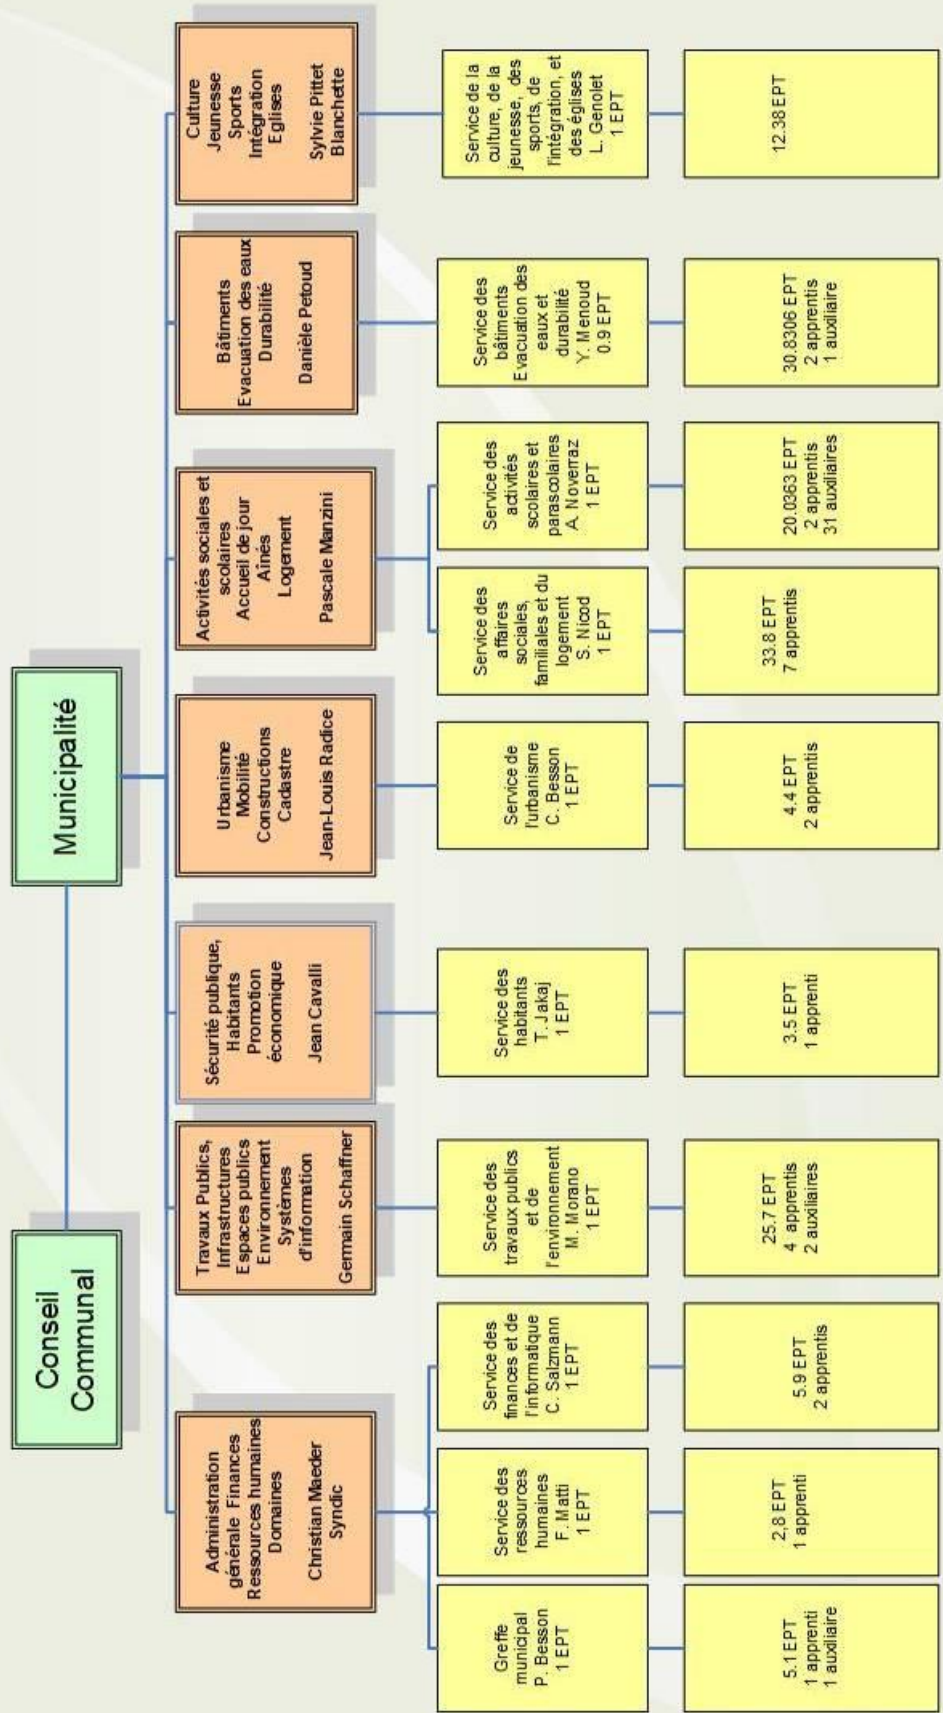 Conseil
Communal
Municipalité
Administration
générale Finances
Ressources humaines
Domaines
Christian Maeder
Syndic
Travaux Publics,
Infrastructures
Espaces publics
Environnement
Systèmes
d'information
Germain Schaffner
Sécurité publique,
Habitants
Promotion
économique
Jean Cavalli
Urbanisme
Mobilité
Constructions
Cadastre
Jean-Louis Radice
Activités sociales et
scolaires
Accueil de jour
Aînés
Logement
Pascale Manzini
Bâtiments
Evacuation des eaux
Durabilité
Danièle Petoud
Culture
Jeunesse
Sports
Intégration
Eglises
Sylvie Pittet
Blanchette
Greffe
municipal
P. Besson
1 EPT
Service des
ressources
humaines
F. Matti
1 EPT
Service des
finances et de
l'informatique
C. Salzmann
1 EPT
Service des
travaux publics
et de
l'environnement
M. Morano
1 EPT
Service des
habitants
T. Jakaj
1 EPT
Service de
l'urbanisme
C. Besson
1 EPT
Service des
affaires
sociales,
familiales et du
logement
S. Nicod
1 EPT
Service des
activités
scolaires et
parascolaires
A. Noverraz
1 EPT
Service des
bâtiments
Evacuation des
eaux et
durabilité
Y. Menoud
0.9 EPT
Service de la
culture, de la
jeunesse, des
sports, de
l'intégration, et
des églises
L. Genolet
1 EPT
5.1 EPT
1 apprenti
1 auxiliaire
2,8 EPT
1 apprenti
5.9 EPT
2 apprentis
25.7 EPT
4 apprentis
2 auxiliaires
3.5 EPT
1 apprenti
4.4 EPT
2 apprentis
33.8 EPT
7 apprentis
20.0363 EPT
2 apprentis
31 auxiliaires
30.8306 EPT
2 apprentis
1 auxiliaire
12.38 EPT